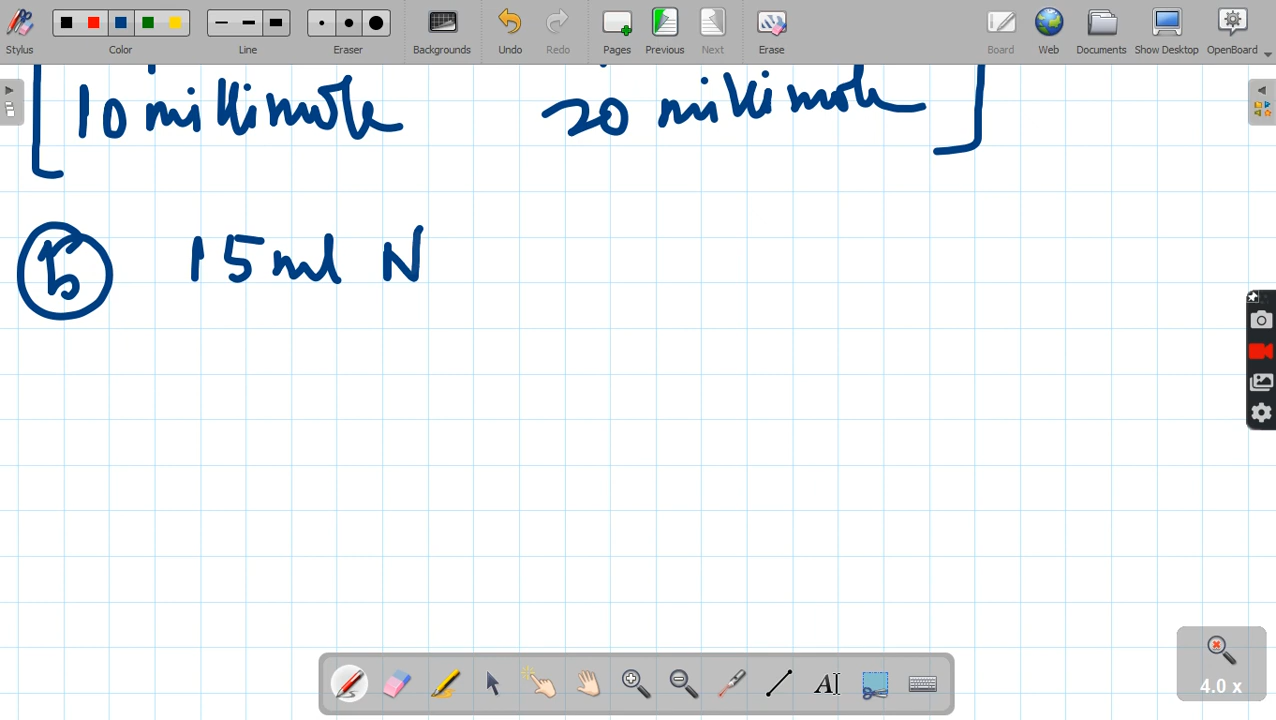 Stylus Color Line Eraser Backgrounds Undo Redo Pages Previous Next Erase Board Web Documents Show Desktop OpenBoard
10 millimole 20 millimole
b 15 ml N
4.0 x